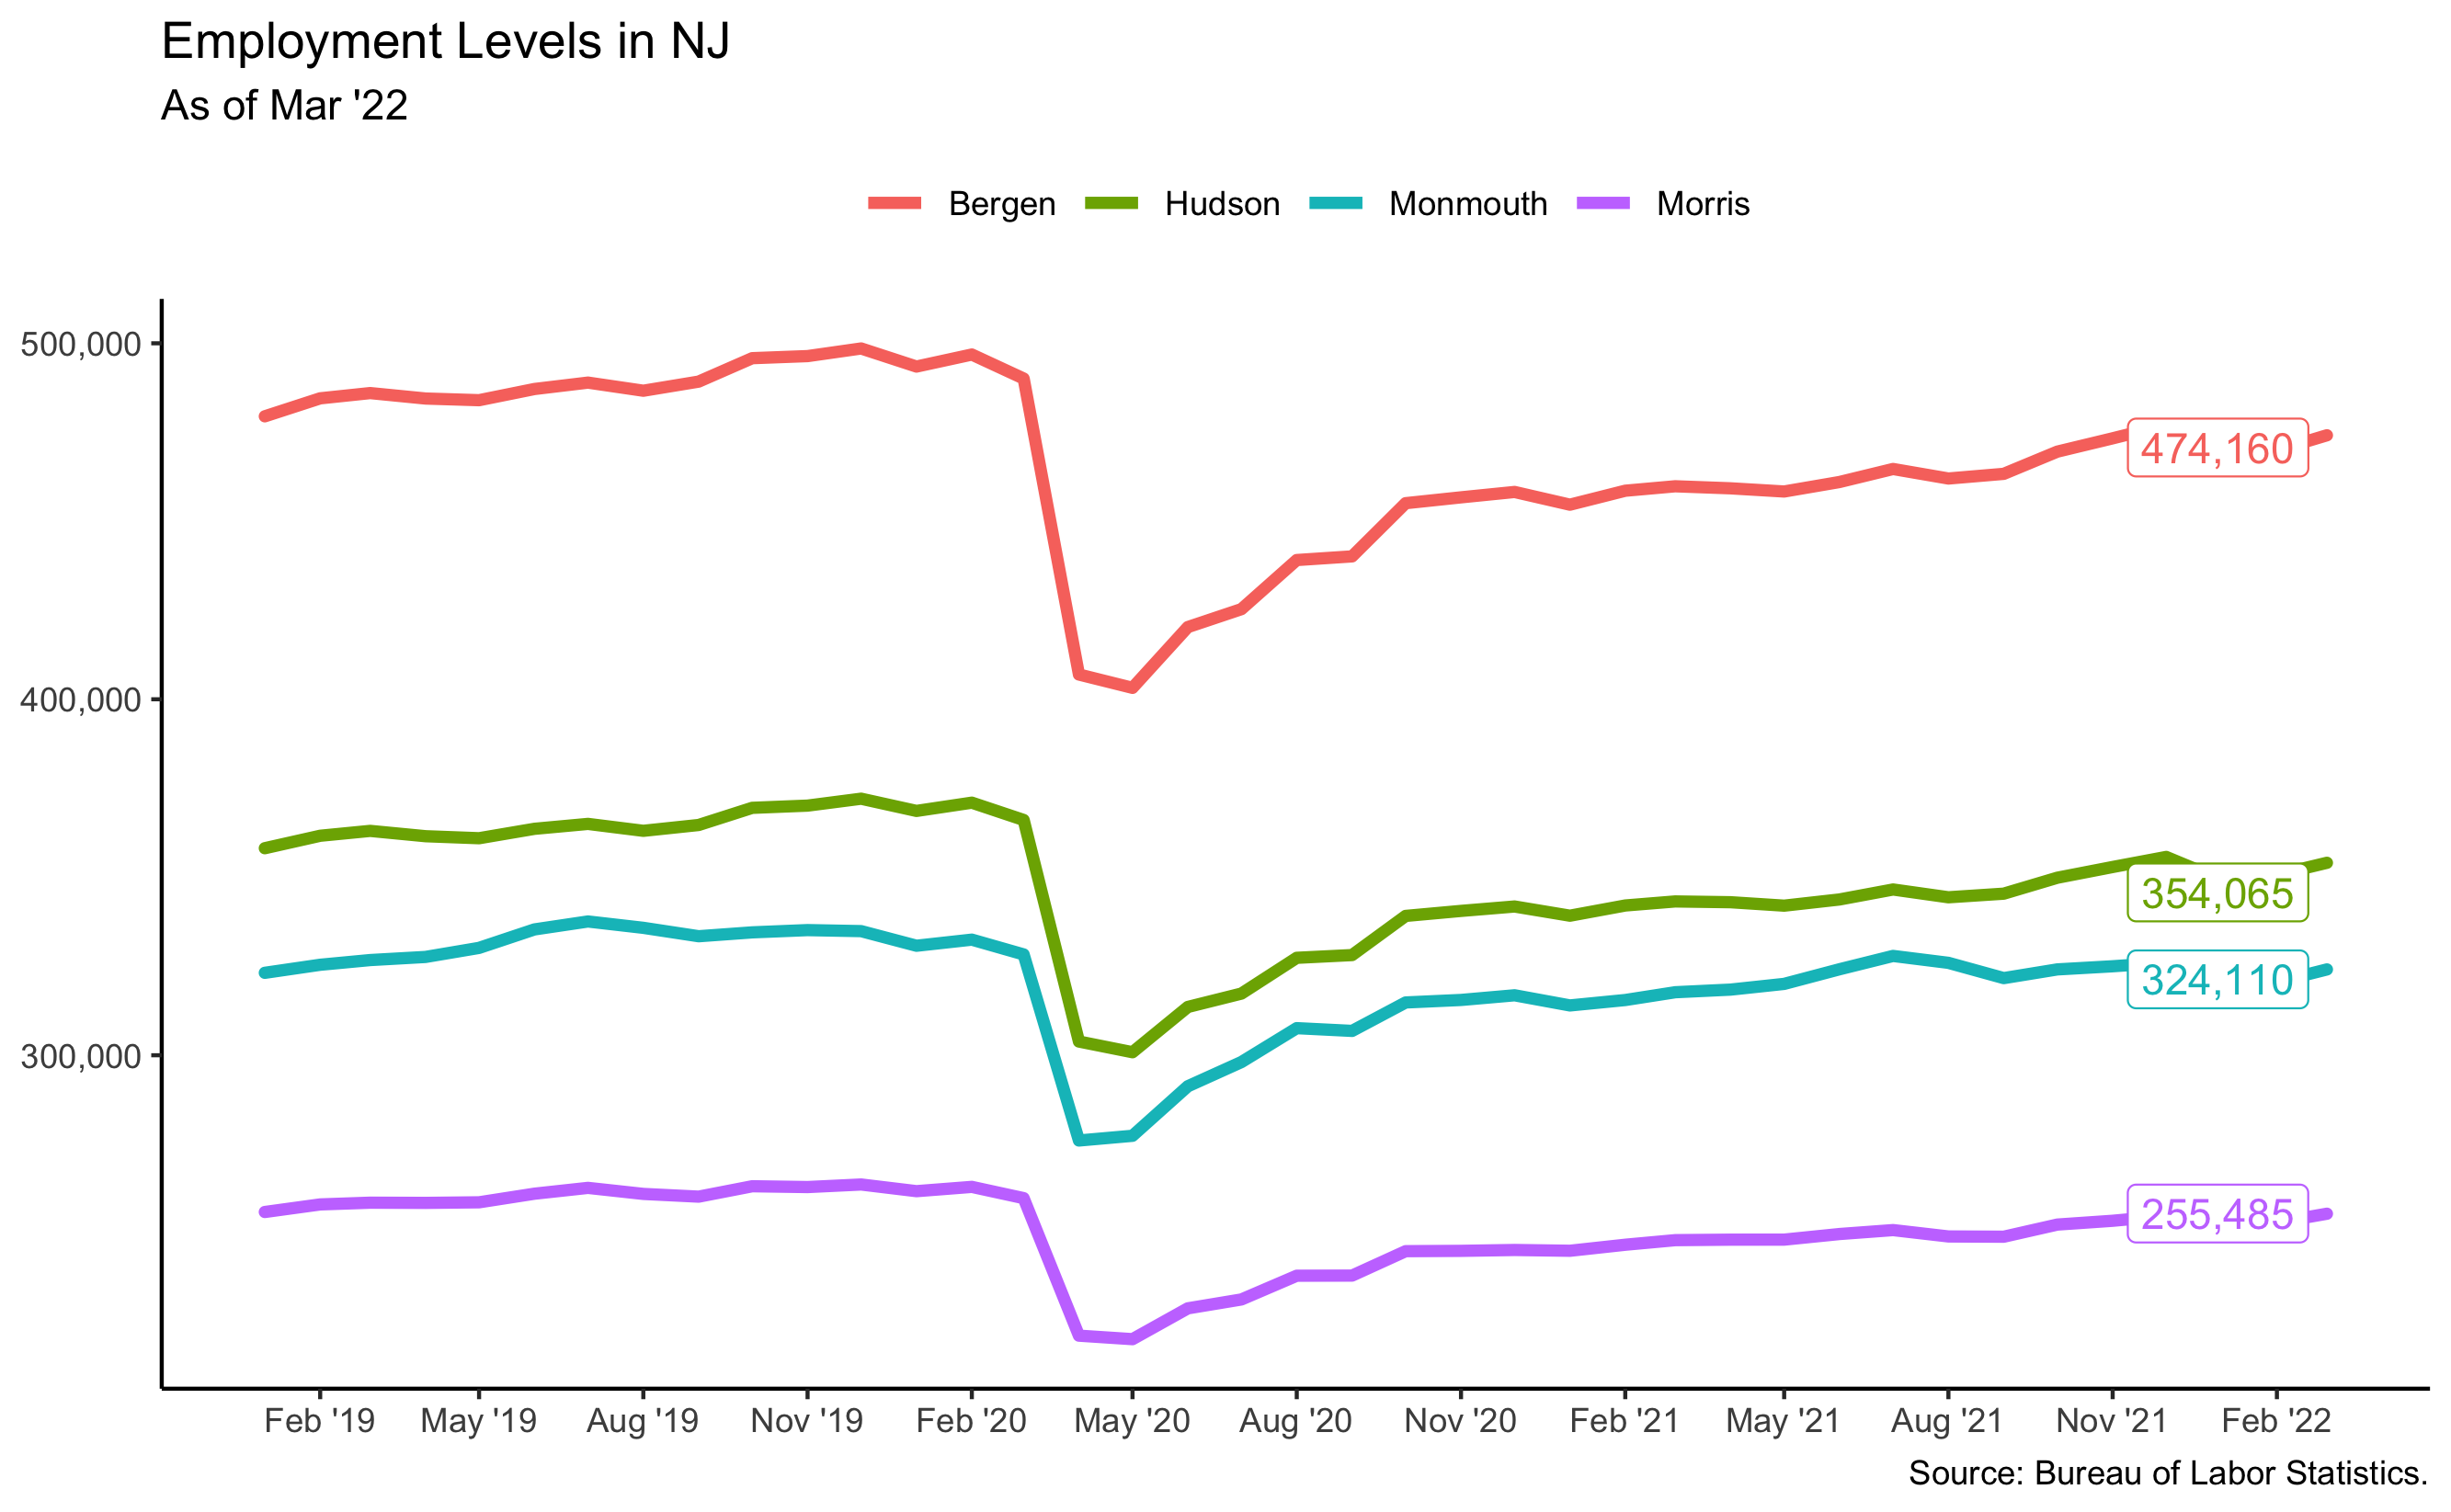 Employment Levels in NJ
As of Mar '22
Bergen Hudson Monmouth Morris
500,000
400,000
300,000
474,160
354,065
324,110
255,485
Feb '19 May '19 Aug '19 Nov '19 Feb '20 May '20 Aug '20 Nov '20 Feb '21 May '21 Aug '21 Nov '21 Feb '22
Source: Bureau of Labor Statistics.